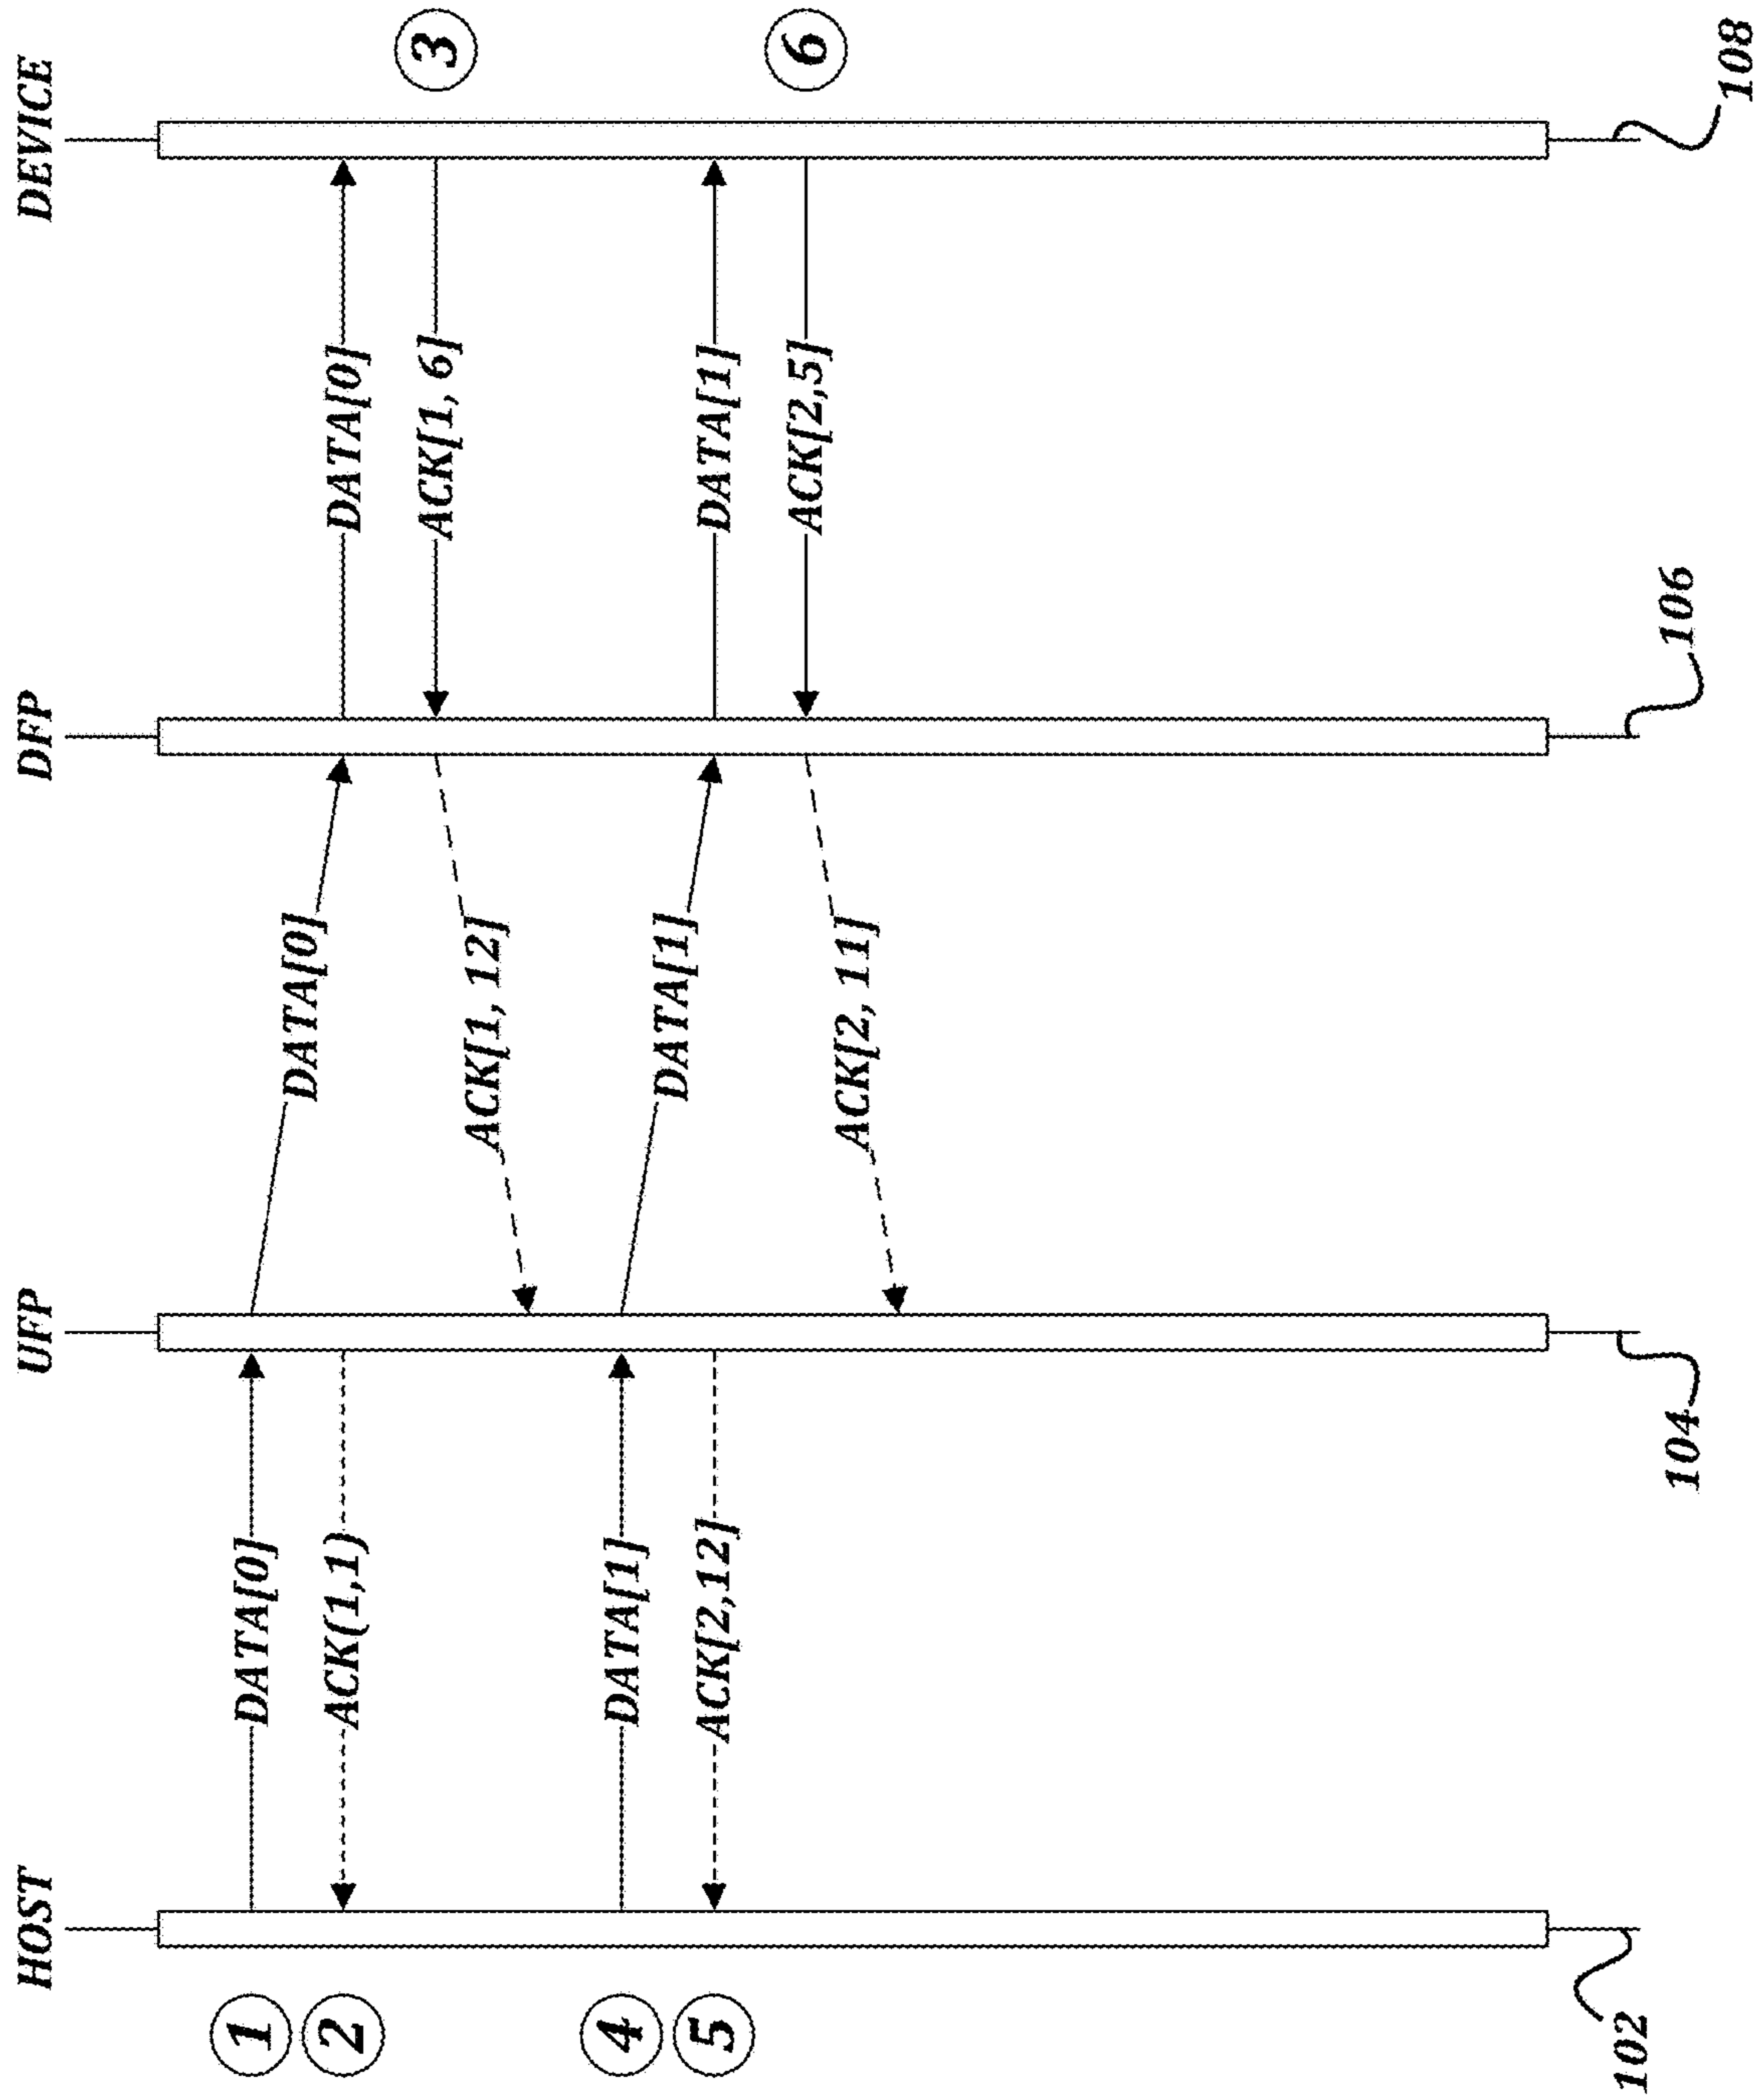 HOST
UFP
DFP
DEVICE
1
DATA[0]
DATA[0]
DATA[0]
2
ACK(1,1)
ACK[1, 12]
ACK[1, 6]
3
4
DATA[1]
DATA[1]
DATA[1]
5
ACK[2,12]
ACK[2, 11]
ACK[2,5]
6
102
104
106
108